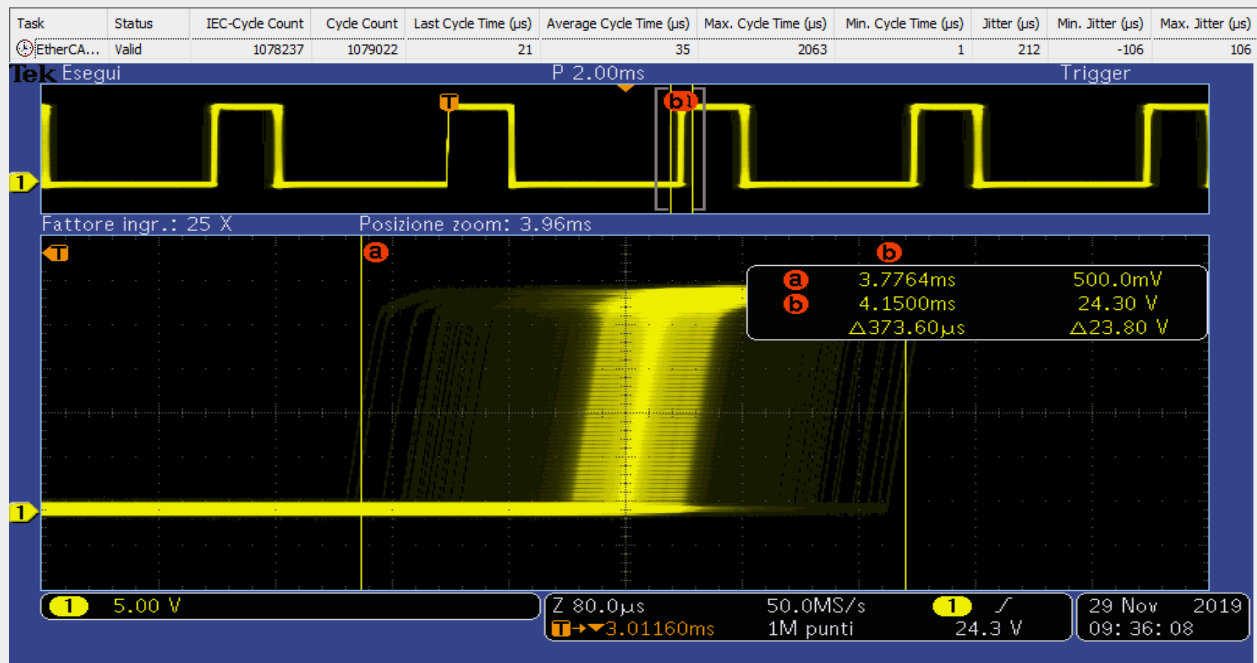 Task Status IEC-Cycle Count Cycle Count Last Cycle Time (µs) Average Cycle Time (µs) Max. Cycle Time (µs) Min. Cycle Time (µs) Jitter (µs) Min. Jitter (µs) Max. Jitter (µs)
EtherCA... Valid 1078237 1079022 21 35 2063 1 212 -106 106
Tek Esegui P 2.00ms Trigger
T b
1
Fattore ingr.: 25 X Posizione zoom: 3.96ms
T a b
a 3.7764ms 500.0mV
b 4.1500ms 24.30 V
△373.60µs △23.80 V
1
1 5.00 V Z 80.0µs 50.0MS/s 1 29 Nov 2019
T→▼3.01160ms 1M punti 24.3 V 09:36:08